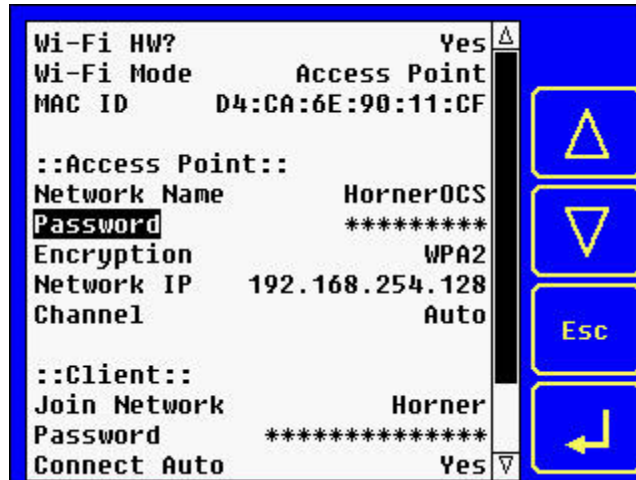 Wi-Fi HW? Yes
Wi-Fi Mode Access Point
MAC ID D4:CA:6E:90:11:CF
::Access Point::
Network Name HornerOCS
Password *********
Encryption WPA2
Network IP 192.168.254.128
Channel Auto
::Client::
Join Network Horner
Password **************
Connect Auto Yes
Esc